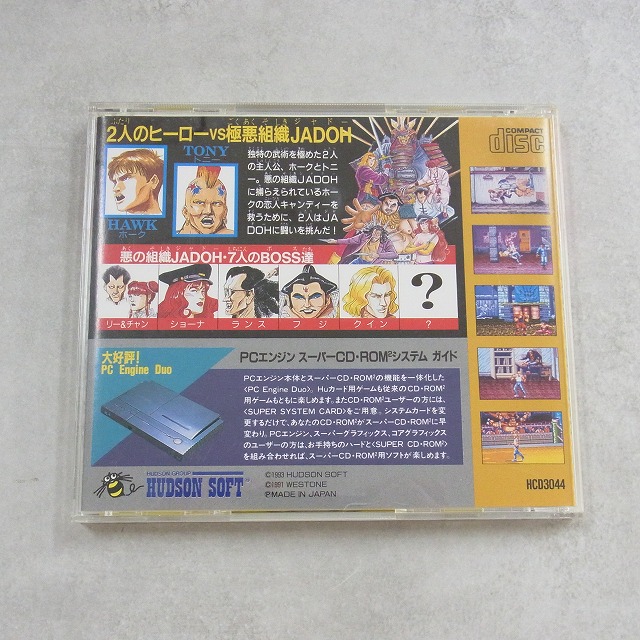 2人のヒーローVS極悪組織JADOH
TONY
トニー
HAWK
ホーク
独特の武術を極めた2人
の主人公、ホークとトニ
ー。悪の組織JADOH
に捕らえられているホー
クの恋人キャンディーを
救うために、2人はJA
DOHに闘いを挑んだ!
COMPACT
disc
悪の組織JADOH・7人のBOSS達
リー&チャン
ショーナ
ランス
フジ
クイン
?
?
大好評!
PC Engine Duo
PCエンジン スーパーCD・ROM²システム ガイド
PCエンジン本体とスーパーCD・ROM²の機能を一体化した
〈PC Engine Duo〉。Huカードゲームも従来のCD・ROM²
用ゲームもともに楽しめます。またCD・ROM²ユーザーの方には、
〈SUPER SYSTEM CARD〉をご用意。システムカードを変
更するだけで、あなたのCD・ROM²がスーパーCD・ROM²に早
変わり。PCエンジン、スーパーグラフィックス、コアグラフィックス
のユーザーの方は、お手持ちのハードと〈SUPER CD・ROM²〉
を組み合わせれば、スーパーCD・ROM²用ソフトが楽しめます。
HUDSON GROUP
HUDSON SOFT™
©1993 HUDSON SOFT
©1991 WESTONE
℗MADE IN JAPAN
HCD3044